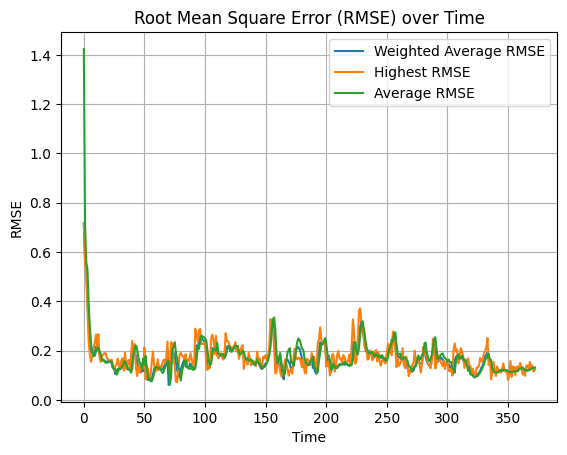 Root Mean Square Error (RMSE) over Time
Weighted Average RMSE
Highest RMSE
Average RMSE
RMSE
1.4
1.2
1.0
0.8
0.6
0.4
0.2
0.0
0 50 100 150 200 250 300 350
Time